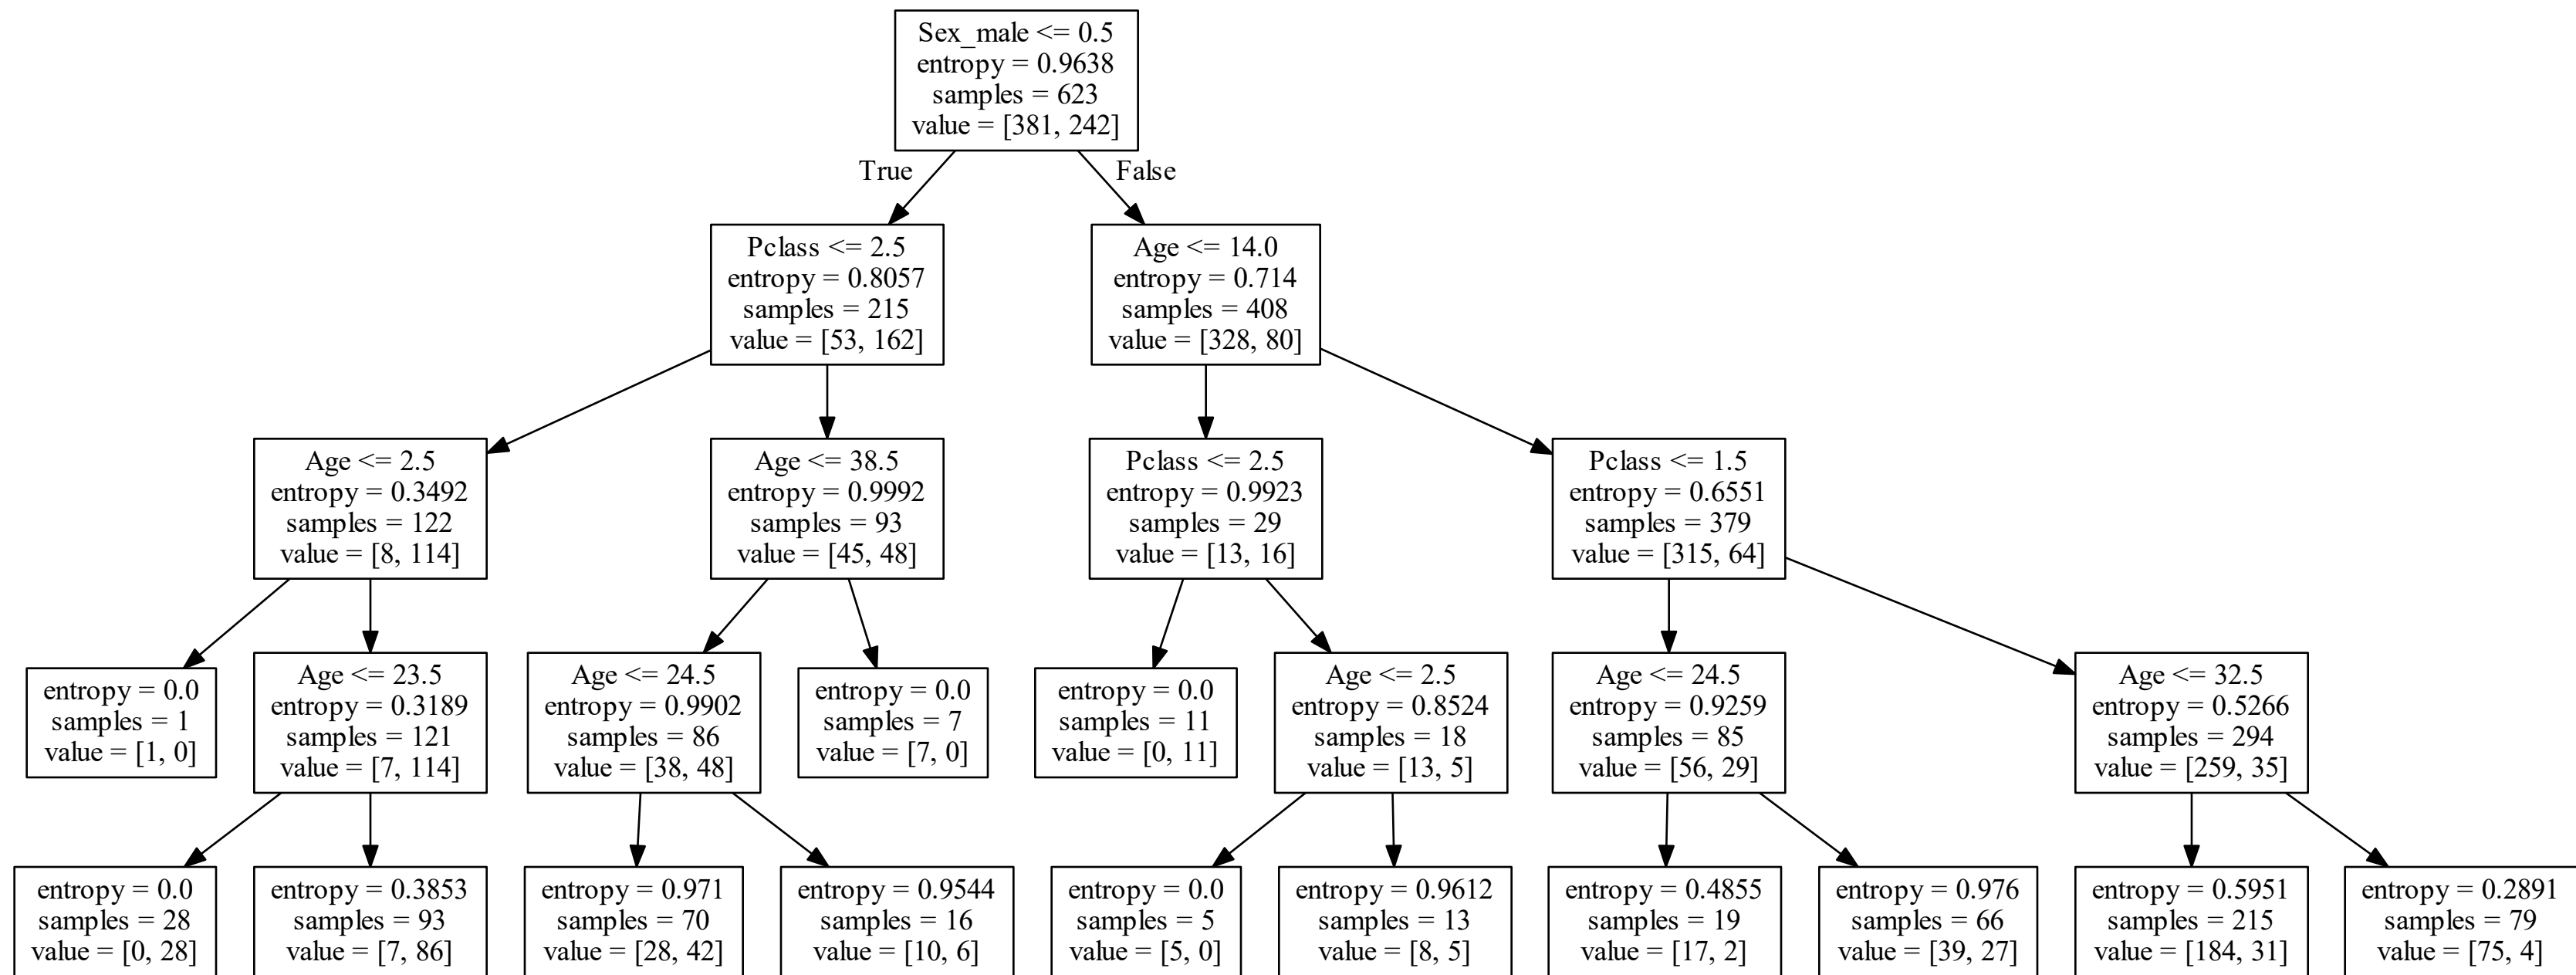 Sex_male <= 0.5
entropy = 0.9638
samples = 623
value = [381, 242]
True
False
Pclass <= 2.5
entropy = 0.8057
samples = 215
value = [53, 162]
Age <= 14.0
entropy = 0.714
samples = 408
value = [328, 80]
Age <= 2.5
entropy = 0.3492
samples = 122
value = [8, 114]
Age <= 38.5
entropy = 0.9992
samples = 93
value = [45, 48]
Pclass <= 2.5
entropy = 0.9923
samples = 29
value = [13, 16]
Pclass <= 1.5
entropy = 0.6551
samples = 379
value = [315, 64]
entropy = 0.0
samples = 1
value = [1, 0]
Age <= 23.5
entropy = 0.3189
samples = 121
value = [7, 114]
Age <= 24.5
entropy = 0.9902
samples = 86
value = [38, 48]
entropy = 0.0
samples = 7
value = [7, 0]
entropy = 0.0
samples = 11
value = [0, 11]
Age <= 2.5
entropy = 0.8524
samples = 18
value = [13, 5]
Age <= 24.5
entropy = 0.9259
samples = 85
value = [56, 29]
Age <= 32.5
entropy = 0.5266
samples = 294
value = [259, 35]
entropy = 0.0
samples = 28
value = [0, 28]
entropy = 0.3853
samples = 93
value = [7, 86]
entropy = 0.971
samples = 70
value = [28, 42]
entropy = 0.9544
samples = 16
value = [10, 6]
entropy = 0.0
samples = 5
value = [5, 0]
entropy = 0.9612
samples = 13
value = [8, 5]
entropy = 0.4855
samples = 19
value = [17, 2]
entropy = 0.976
samples = 66
value = [39, 27]
entropy = 0.5951
samples = 215
value = [184, 31]
entropy = 0.2891
samples = 79
value = [75, 4]